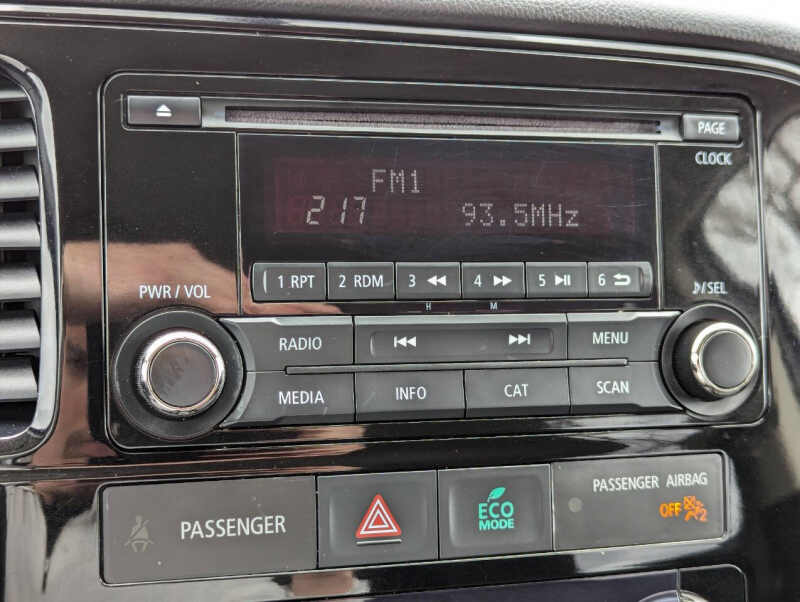 PAGE
CLOCK
FM1
217 93.5MHz
1 RPT 2 RDM 3 4 5 6
H M
PWR / VOL
♪/SEL
RADIO MENU
MEDIA INFO CAT SCAN
PASSENGER
ECO
MODE
PASSENGER AIRBAG
OFF 2